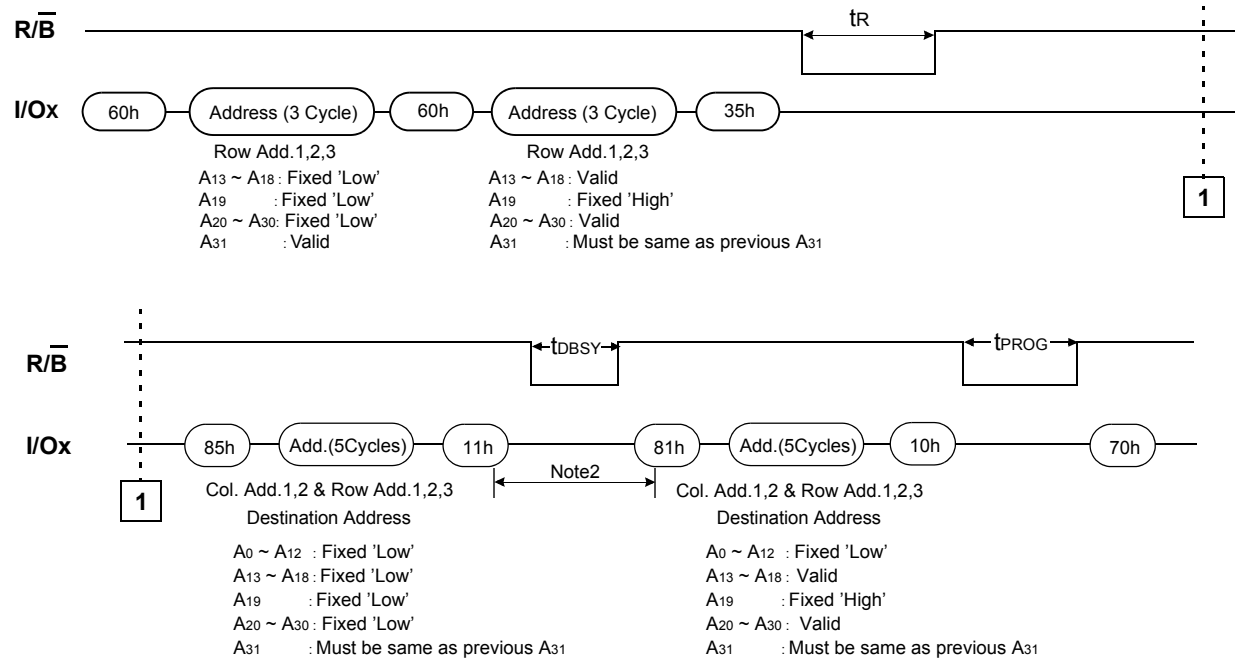 R/B tR
I/Ox 60h Address (3 Cycle) 60h Address (3 Cycle) 35h
Row Add.1,2,3 Row Add.1,2,3
A13 ~ A18 : Fixed 'Low' A13 ~ A18 : Valid
A19 : Fixed 'Low' A19 : Fixed 'High'
A20 ~ A30: Fixed 'Low' A20 ~ A30 : Valid
A31 : Valid A31 : Must be same as previous A31
1
R/B tDBSY tPROG
I/Ox 85h Add.(5Cycles) 11h 81h Add.(5Cycles) 10h 70h
Note2
1
Col. Add.1,2 & Row Add.1,2,3 Col. Add.1,2 & Row Add.1,2,3
Destination Address Destination Address
A0 ~ A12 : Fixed 'Low' A0 ~ A12 : Fixed 'Low'
A13 ~ A18 : Fixed 'Low' A13 ~ A18 : Valid
A19 : Fixed 'Low' A19 : Fixed 'High'
A20 ~ A30 : Fixed 'Low' A20 ~ A30 : Valid
A31 : Must be same as previous A31 A31 : Must be same as previous A31